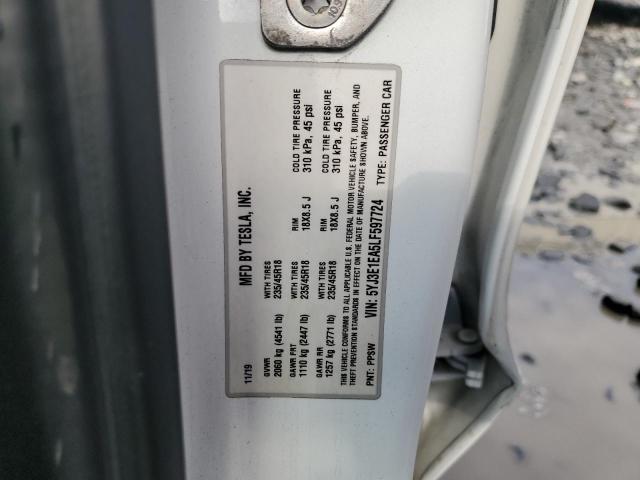 MFD BY TESLA, INC.
11/19
GVWR
2060 kg (4541 lb) WITH TIRES 235/45R18 RIM 18X8.5 J COLD TIRE PRESSURE 310 kPa, 45 psi
GAWR FRT
1110 kg (2447 lb) WITH TIRES 235/45R18 RIM 18X8.5 J COLD TIRE PRESSURE 310 kPa, 45 psi
GAWR RR
1257 kg (2771 lb)
THIS VEHICLE CONFORMS TO ALL APPLICABLE U.S. FEDERAL MOTOR VEHICLE SAFETY, BUMPER, AND
THEFT PREVENTION STANDARDS IN EFFECT ON THE DATE OF MANUFACTURE SHOWN ABOVE.
PNT: PPSW VIN: 5YJ3E1EA5LF597724 TYPE: PASSENGER CAR